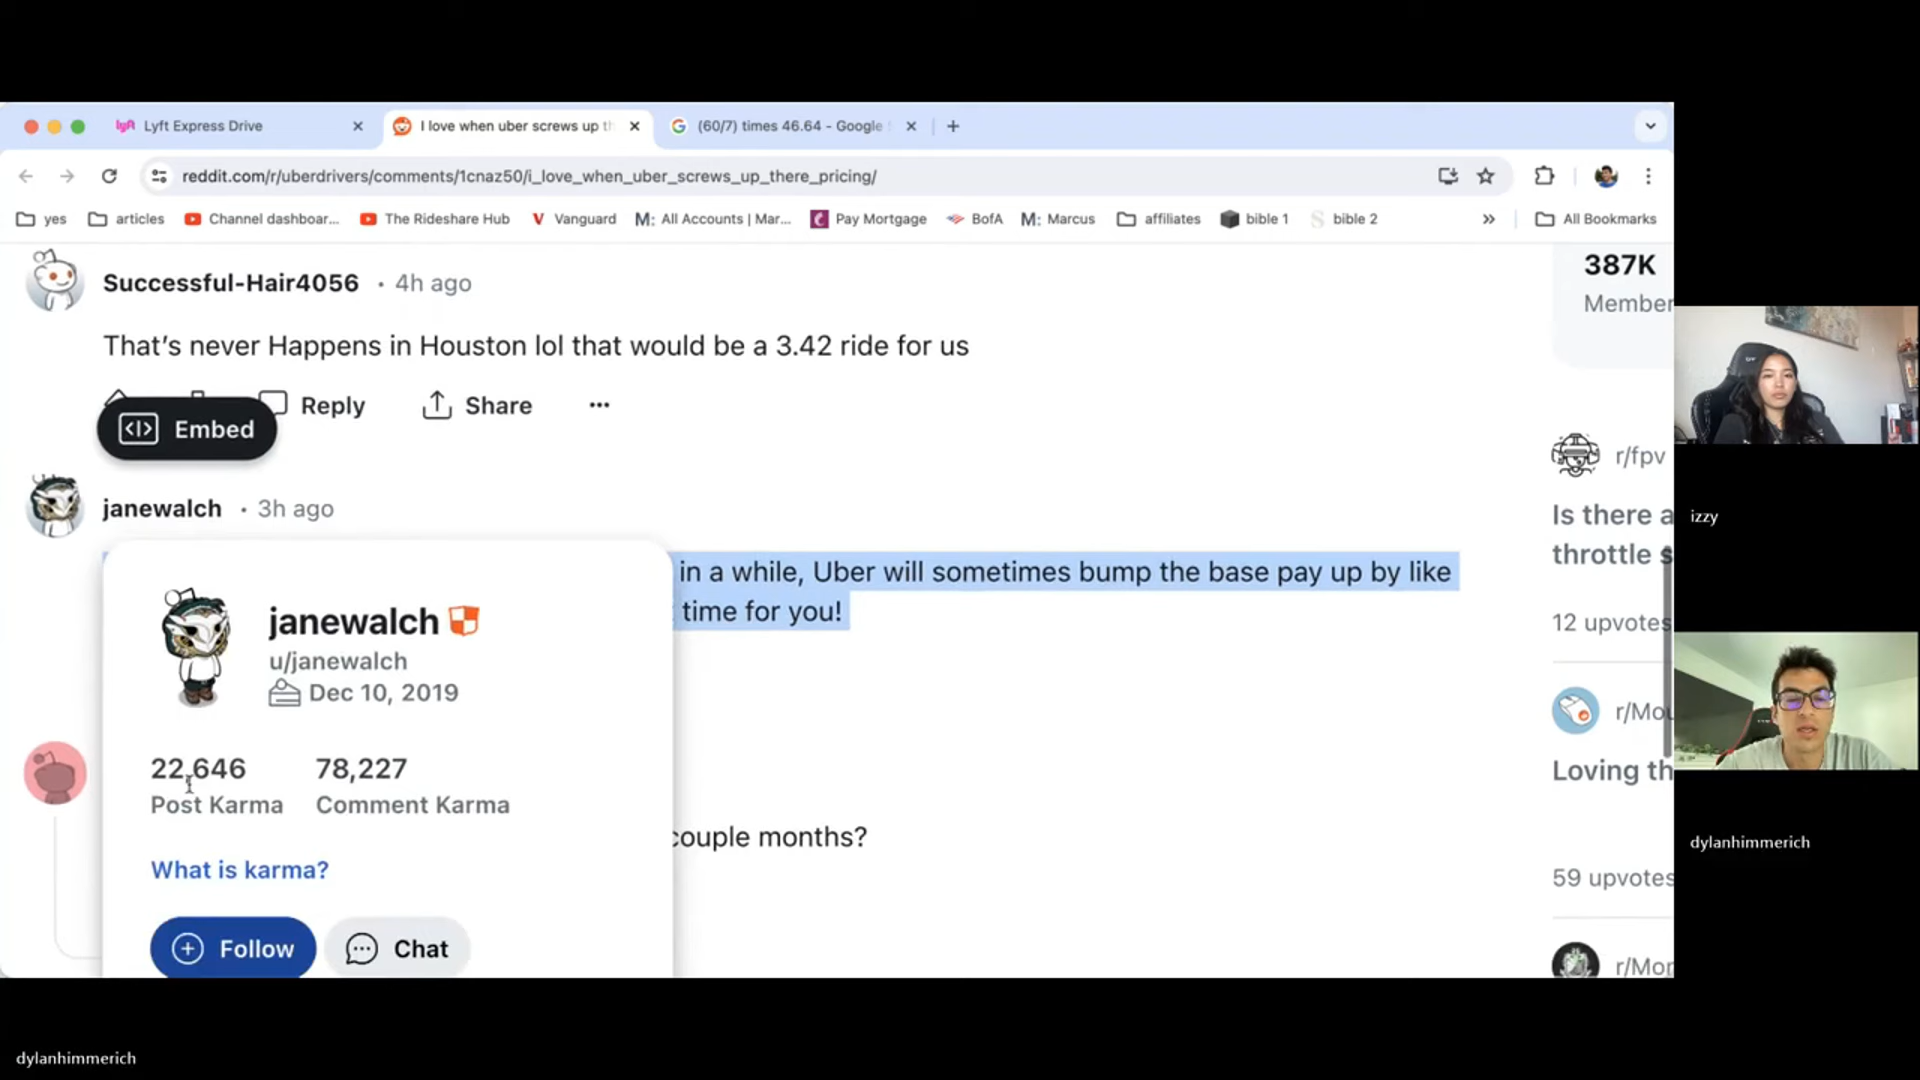 Lyft Express Drive
I love when uber screws up th
(60/7) times 46.64 - Google
reddit.com/r/uberdrivers/comments/1cnaz50/i_love_when_uber_screws_up_there_pricing/
yes
articles
Channel dashboar...
The Rideshare Hub
Vanguard
M: All Accounts | Mar...
Pay Mortgage
BofA
M: Marcus
affiliates
bible 1
bible 2
All Bookmarks
Successful-Hair4056 • 4h ago
That’s never Happens in Houston lol that would be a 3.42 ride for us
Reply
Share
Embed
janewalch • 3h ago
in a while, Uber will sometimes bump the base pay up by like
time for you!
janewalch
u/janewalch
Dec 10, 2019
22,646
Post Karma
78,227
Comment Karma
couple months?
What is karma?
Follow
Chat
387K
Member
r/fpv
Is there a
throttle s
12 upvotes
r/Mou
Loving th
59 upvotes
r/Mor
izzy
dylanhimmerich
dylanhimmerich